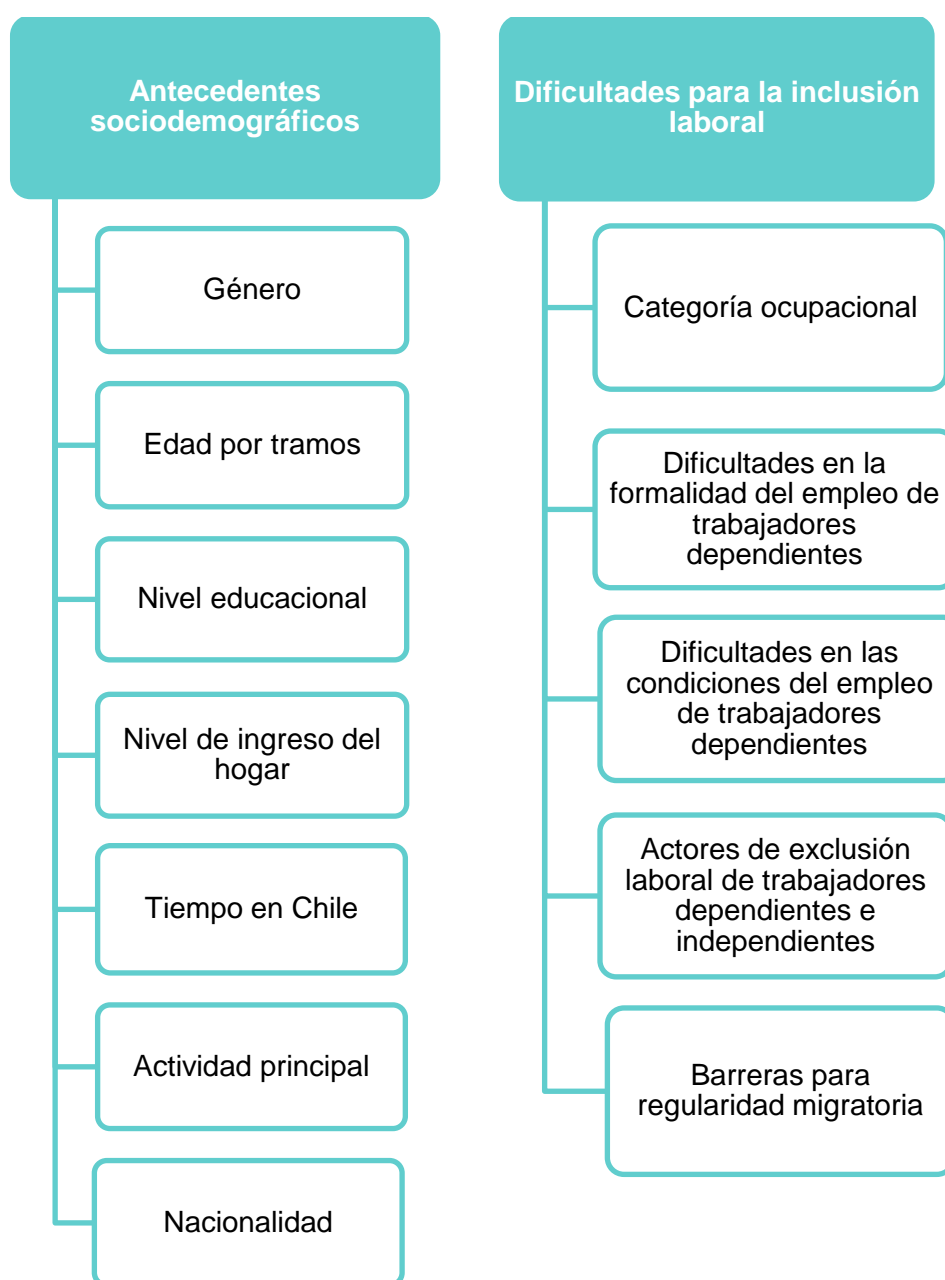 Antecedentes
sociodemográficos
Género
Edad por tramos
Nivel educacional
Nivel de ingreso del
hogar
Tiempo en Chile
Actividad principal
Nacionalidad
Dificultades para la inclusión
laboral
Categoría ocupacional
Dificultades en la
formalidad del empleo de
trabajadores
dependientes
Dificultades en las
condiciones del empleo
de trabajadores
dependientes
Actores de exclusión
laboral de trabajadores
dependientes e
independientes
Barreras para
regularidad migratoria